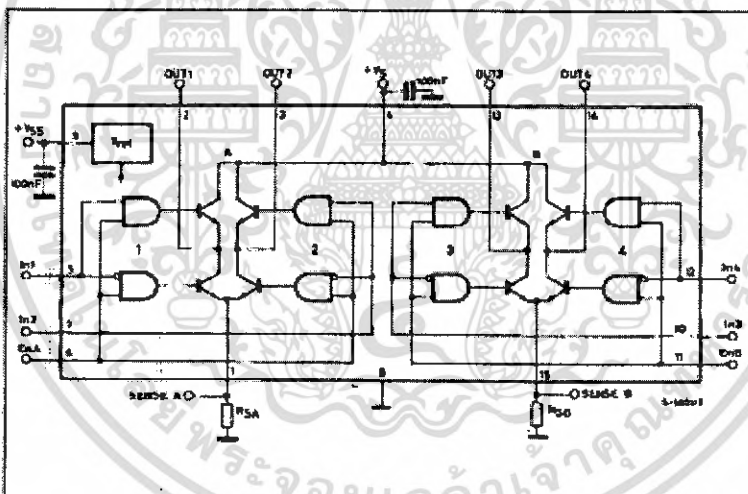 OUT1
OUT2
+VS
100nF
OUT3
OUT4
2
3
4
13
14
+VSS
9
Vref
100nF
A
B
1
2
3
4
In1
5
12
In4
In2
7
10
In3
EnA
6
11
EnB
1
8
15
SENSE A
RSA
SENSE B
RSB